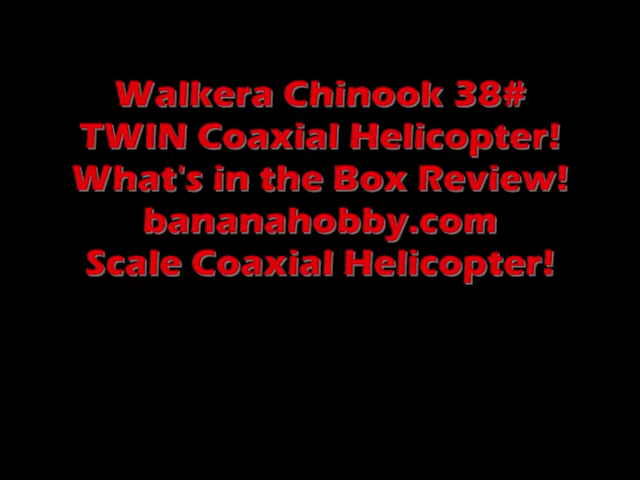 Walkera Chinook 38#
TWIN Coaxial Helicopter!
What's in the Box Review!
bananahobby.com
Scale Coaxial Helicopter!